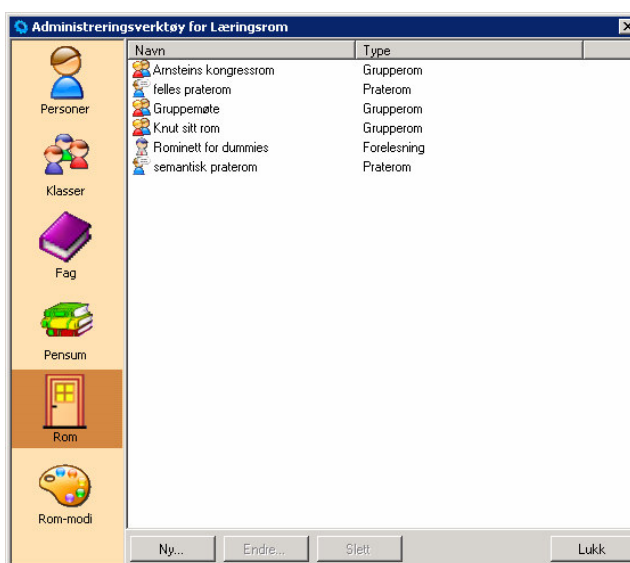 Administreringsverktøy for Læringsrom
Personer
Klasser
Fag
Pensum
Rom
Rom-modi
Navn Type
Arnsteins kongressrom Grupperom
felles praterom Praterom
Gruppemøte Grupperom
Knut sitt rom Grupperom
Rominett for dummies Forelesning
semantisk praterom Praterom
Ny... Endre... Slett Lukk